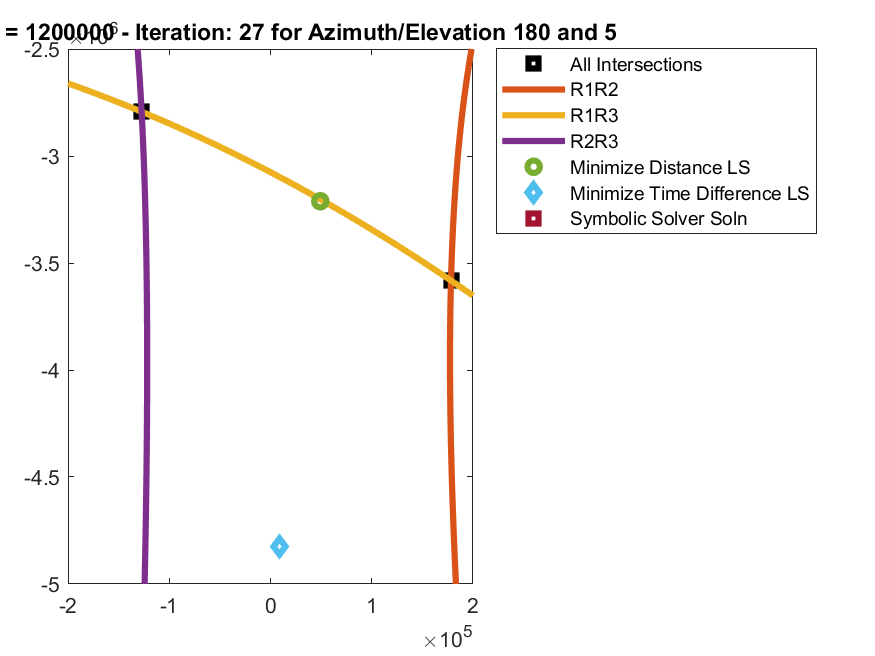 = 1200000 - Iteration: 27 for Azimuth/Elevation 180 and 5
×10^6
-2.5
-3
-3.5
-4
-4.5
-5
-2
-1
0
1
2
×10^5
All Intersections
R1R2
R1R3
R2R3
Minimize Distance LS
Minimize Time Difference LS
Symbolic Solver Soln